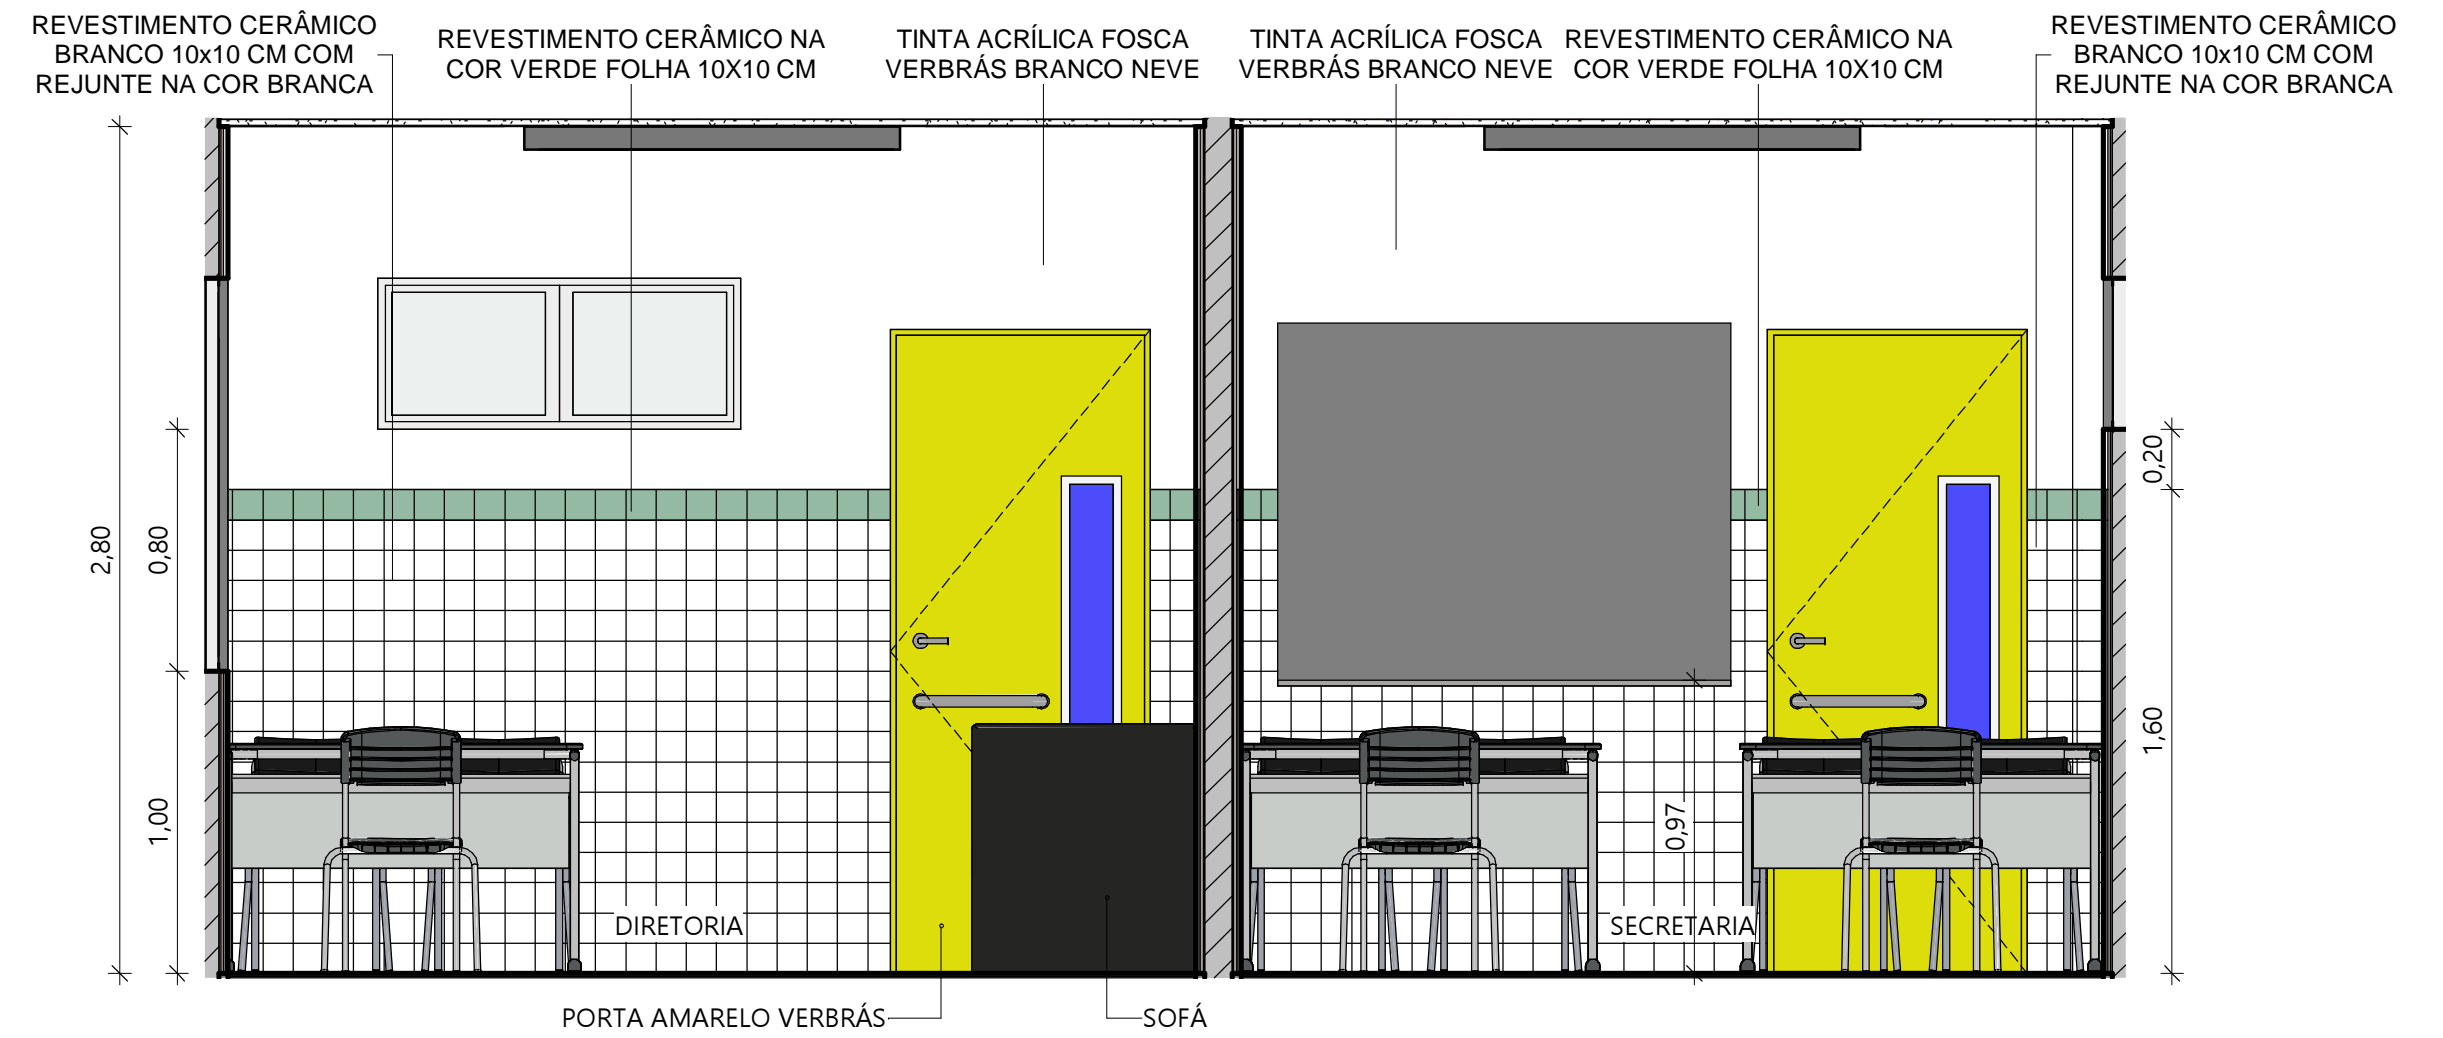 REVESTIMENTO CERÂMICO
BRANCO 10x10 CM COM
REJUNTE NA COR BRANCA
REVESTIMENTO CERÂMICO NA
COR VERDE FOLHA 10X10 CM
TINTA ACRÍLICA FOSCA
VERBRÁS BRANCO NEVE
TINTA ACRÍLICA FOSCA
VERBRÁS BRANCO NEVE
REVESTIMENTO CERÂMICO NA
COR VERDE FOLHA 10X10 CM
REVESTIMENTO CERÂMICO
BRANCO 10x10 CM COM
REJUNTE NA COR BRANCA
2,80
0,80
1,00
0,97
0,20
1,60
DIRETORIA
SECRETARIA
PORTA AMARELO VERBRÁS
SOFÁ